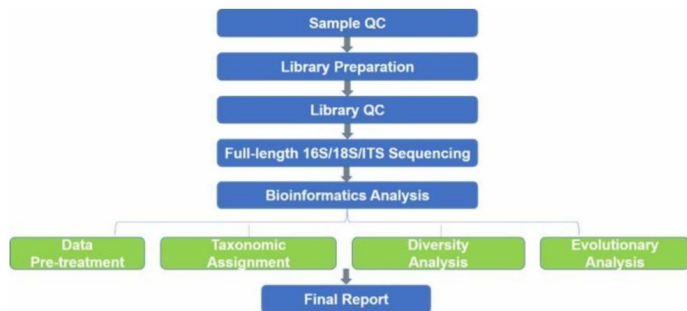 Sample QC
Library Preparation
Library QC
Full-length 16S/18S/ITS Sequencing
Bioinformatics Analysis
Data
Pre-treatment
Taxonomic
Assignment
Diversity
Analysis
Evolutionary
Analysis
Final Report